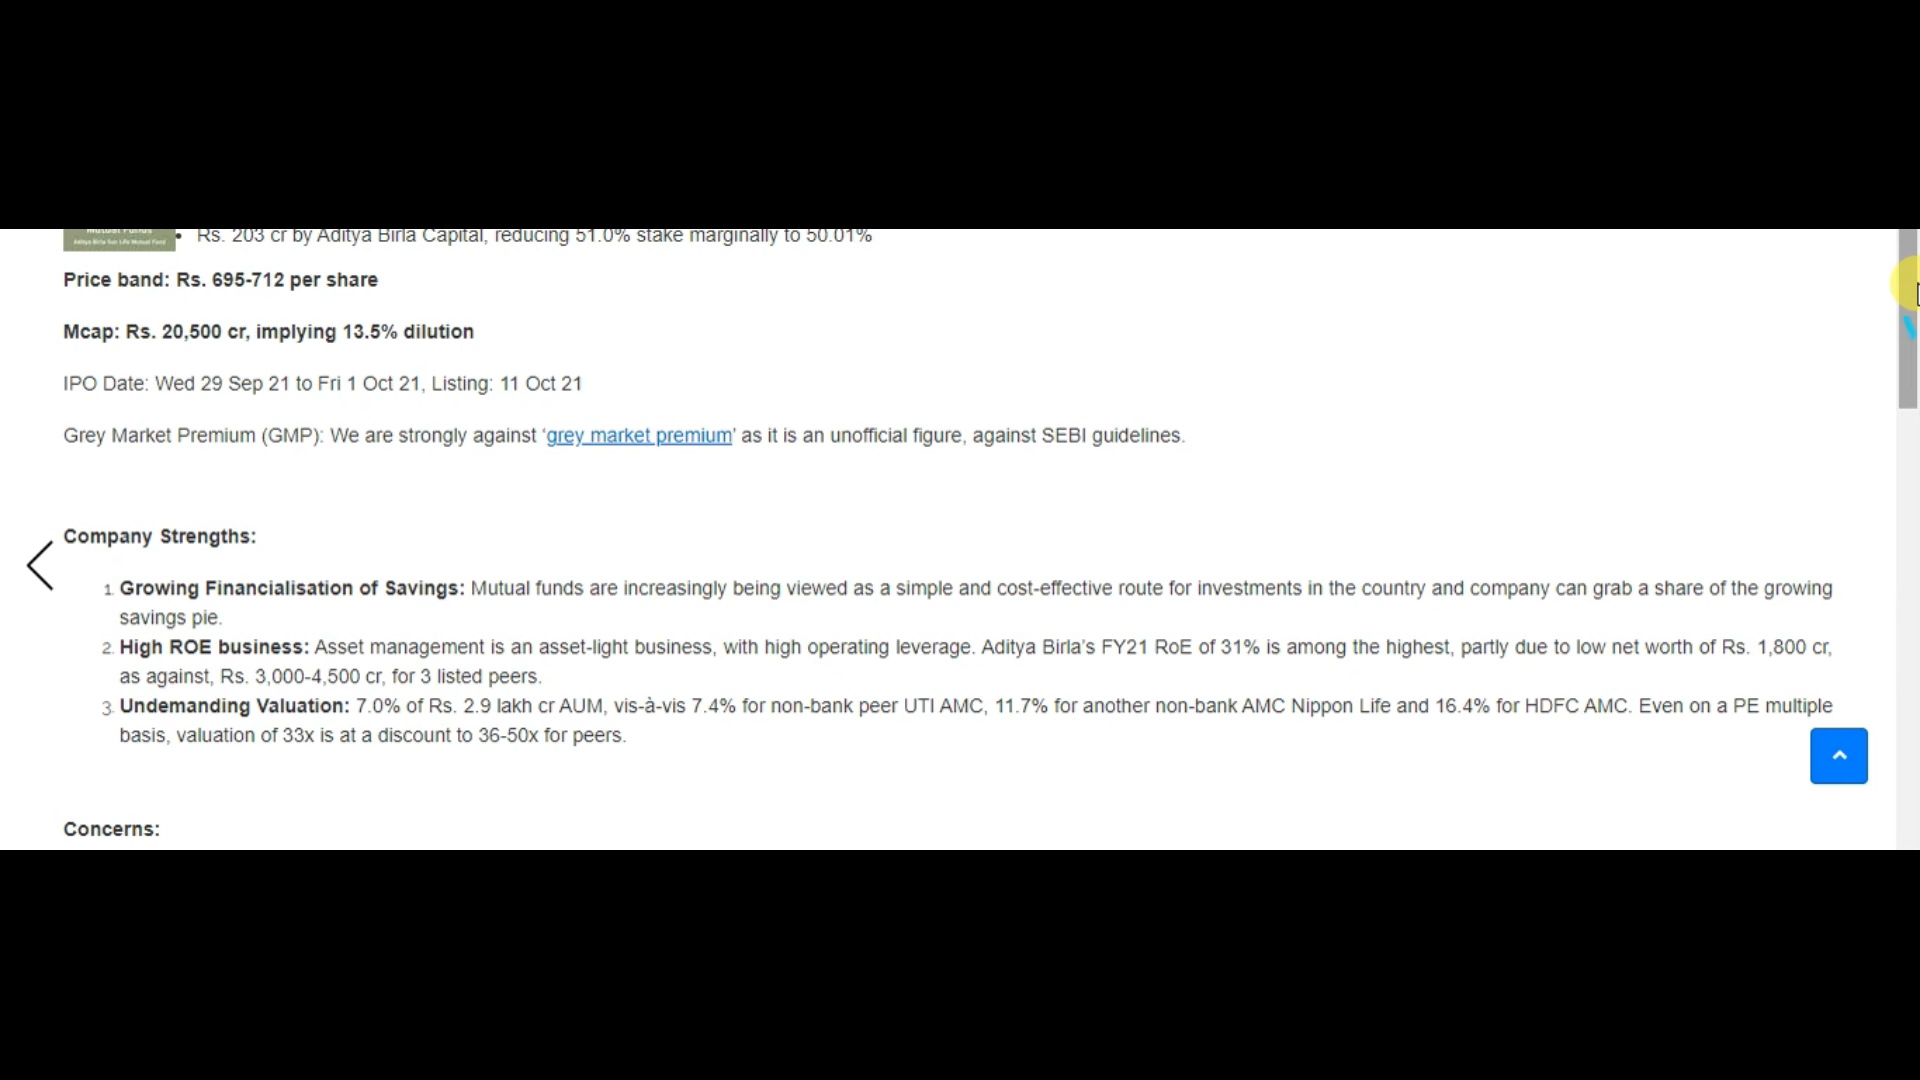 Mutual Funds
Aditya Birla Sun Life Mutual Fund
• Rs. 203 cr by Aditya Birla Capital, reducing 51.0% stake marginally to 50.01%
Price band: Rs. 695-712 per share
Mcap: Rs. 20,500 cr, implying 13.5% dilution
IPO Date: Wed 29 Sep 21 to Fri 1 Oct 21, Listing: 11 Oct 21
Grey Market Premium (GMP): We are strongly against ‘grey market premium’ as it is an unofficial figure, against SEBI guidelines.
Company Strengths:
1. Growing Financialisation of Savings: Mutual funds are increasingly being viewed as a simple and cost-effective route for investments in the country and company can grab a share of the growing
savings pie.
2. High ROE business: Asset management is an asset-light business, with high operating leverage. Aditya Birla’s FY21 RoE of 31% is among the highest, partly due to low net worth of Rs. 1,800 cr,
as against, Rs. 3,000-4,500 cr, for 3 listed peers.
3. Undemanding Valuation: 7.0% of Rs. 2.9 lakh cr AUM, vis-à-vis 7.4% for non-bank peer UTI AMC, 11.7% for another non-bank AMC Nippon Life and 16.4% for HDFC AMC. Even on a PE multiple
basis, valuation of 33x is at a discount to 36-50x for peers.
Concerns: